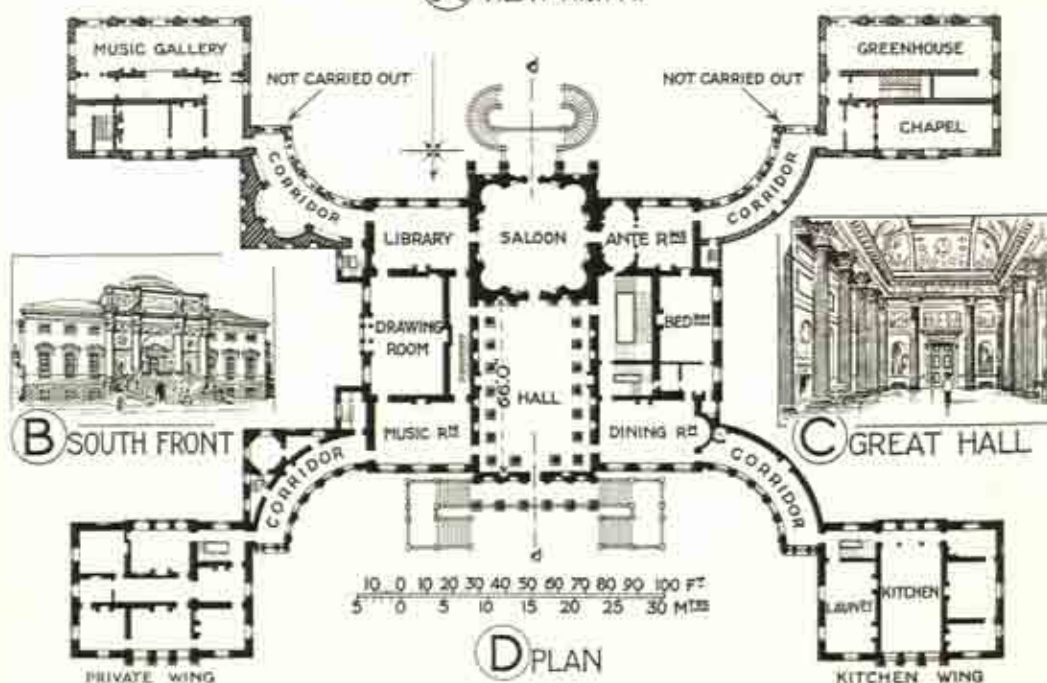 MUSIC GALLERY
GREENHOUSE
NOT CARRIED OUT
NOT CARRIED OUT
CHAPEL
CORRIDOR
CORRIDOR
LIBRARY
SALOON
ANTE RMS
DRAWING
ROOM
BED RM
66'.0"
HALL
MUSIC RM
DINING RM
B SOUTH FRONT
C GREAT HALL
CORRIDOR
CORRIDOR
10 0 10 20 30 40 50 60 70 80 90 100 FT
5 0 5 10 15 20 25 30 MTRS
KITCHEN
D PLAN
PRIVATE WING
KITCHEN WING